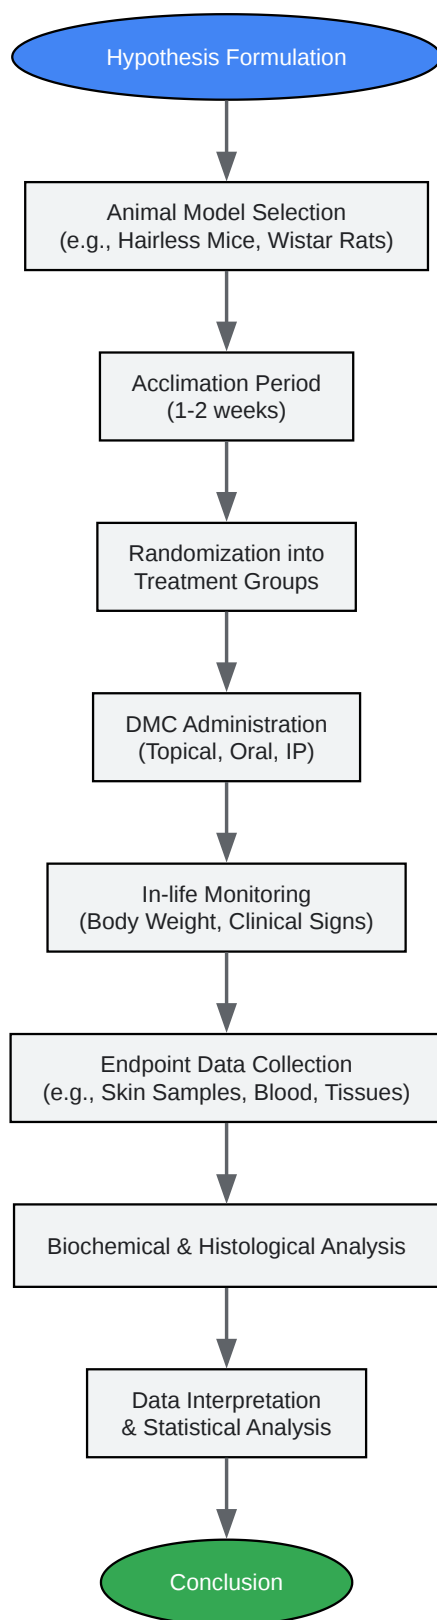 Hypothesis Formulation
Animal Model Selection
(e.g., Hairless Mice, Wistar Rats)
Acclimation Period
(1-2 weeks)
Randomization into
Treatment Groups
DMC Administration
(Topical, Oral, IP)
In-life Monitoring
(Body Weight, Clinical Signs)
Endpoint Data Collection
(e.g., Skin Samples, Blood, Tissues)
Biochemical & Histological Analysis
Data Interpretation
& Statistical Analysis
Conclusion